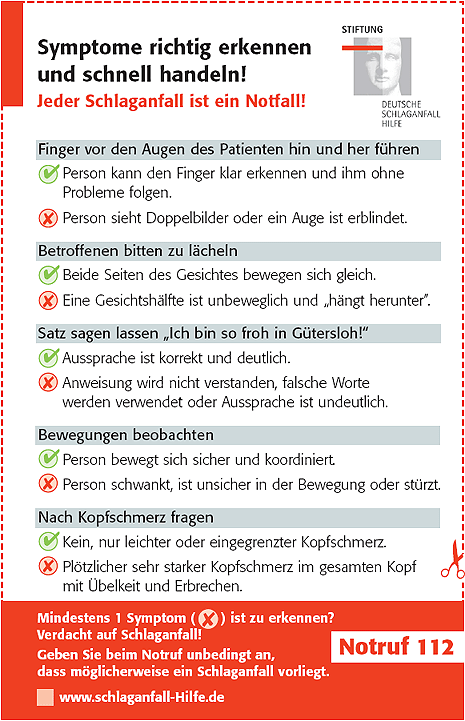 Symptome richtig erkennen
und schnell handeln!
Jeder Schlaganfall ist ein Notfall!
STIFTUNG
DEUTSCHE
SCHLAGANFALL
HILFE
Finger vor den Augen des Patienten hin und her führen
Person kann den Finger klar erkennen und ihm ohne
Probleme folgen.
Person sieht Doppelbilder oder ein Auge ist erblindet.
Betroffenen bitten zu lächeln
Beide Seiten des Gesichtes bewegen sich gleich.
Eine Gesichtshälfte ist unbeweglich und „hängt herunter".
Satz sagen lassen „Ich bin so froh in Gütersloh!"
Aussprache ist korrekt und deutlich.
Anweisung wird nicht verstanden, falsche Worte
werden verwendet oder Aussprache ist undeutlich.
Bewegungen beobachten
Person bewegt sich sicher und koordiniert.
Person schwankt, ist unsicher in der Bewegung oder stürzt.
Nach Kopfschmerz fragen
Kein, nur leichter oder eingegrenzter Kopfschmerz.
Plötzlicher sehr starker Kopfschmerz im gesamten Kopf
mit Übelkeit und Erbrechen.
Mindestens 1 Symptom (x) ist zu erkennen?
Verdacht auf Schlaganfall!
Geben Sie beim Notruf unbedingt an,
dass möglicherweise ein Schlaganfall vorliegt.
Notruf 112
www.schlaganfall-Hilfe.de